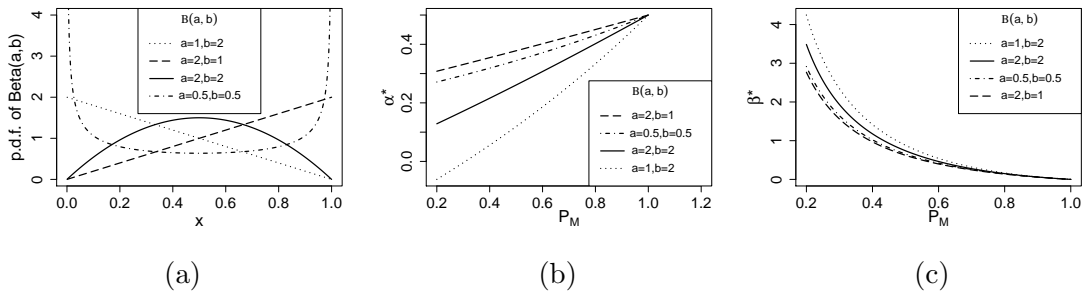 p.d.f. of Beta(a,b)
4
3
2
1
0
B(a, b)
a=1,b=2
a=2,b=1
a=2,b=2
a=0.5,b=0.5
0.0 0.2 0.4 0.6 0.8 1.0
x
(a)
α*
0.4
0.2
0.0
B(a, b)
a=2,b=1
a=0.5,b=0.5
a=2,b=2
a=1,b=2
0.2 0.4 0.6 0.8 1.0 1.2
P_M
(b)
β*
4
3
2
1
0
B(a, b)
a=1,b=2
a=2,b=2
a=0.5,b=0.5
a=2,b=1
0.2 0.4 0.6 0.8 1.0
P_M
(c)